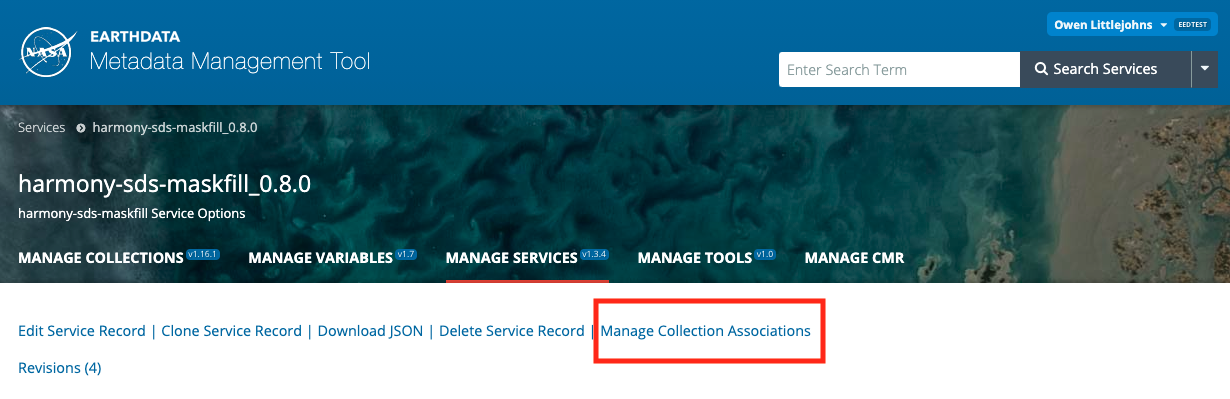 Owen Littlejohns EEDTEST
NASA
EARTHDATA
Metadata Management Tool
Enter Search Term Search Services
Services harmony-sds-maskfill_0.8.0
harmony-sds-maskfill_0.8.0
harmony-sds-maskfill Service Options
MANAGE COLLECTIONS v1.16.1 MANAGE VARIABLES v1.7 MANAGE SERVICES v1.3.4 MANAGE TOOLS v1.0 MANAGE CMR
Edit Service Record | Clone Service Record | Download JSON | Delete Service Record | Manage Collection Associations
Revisions (4)